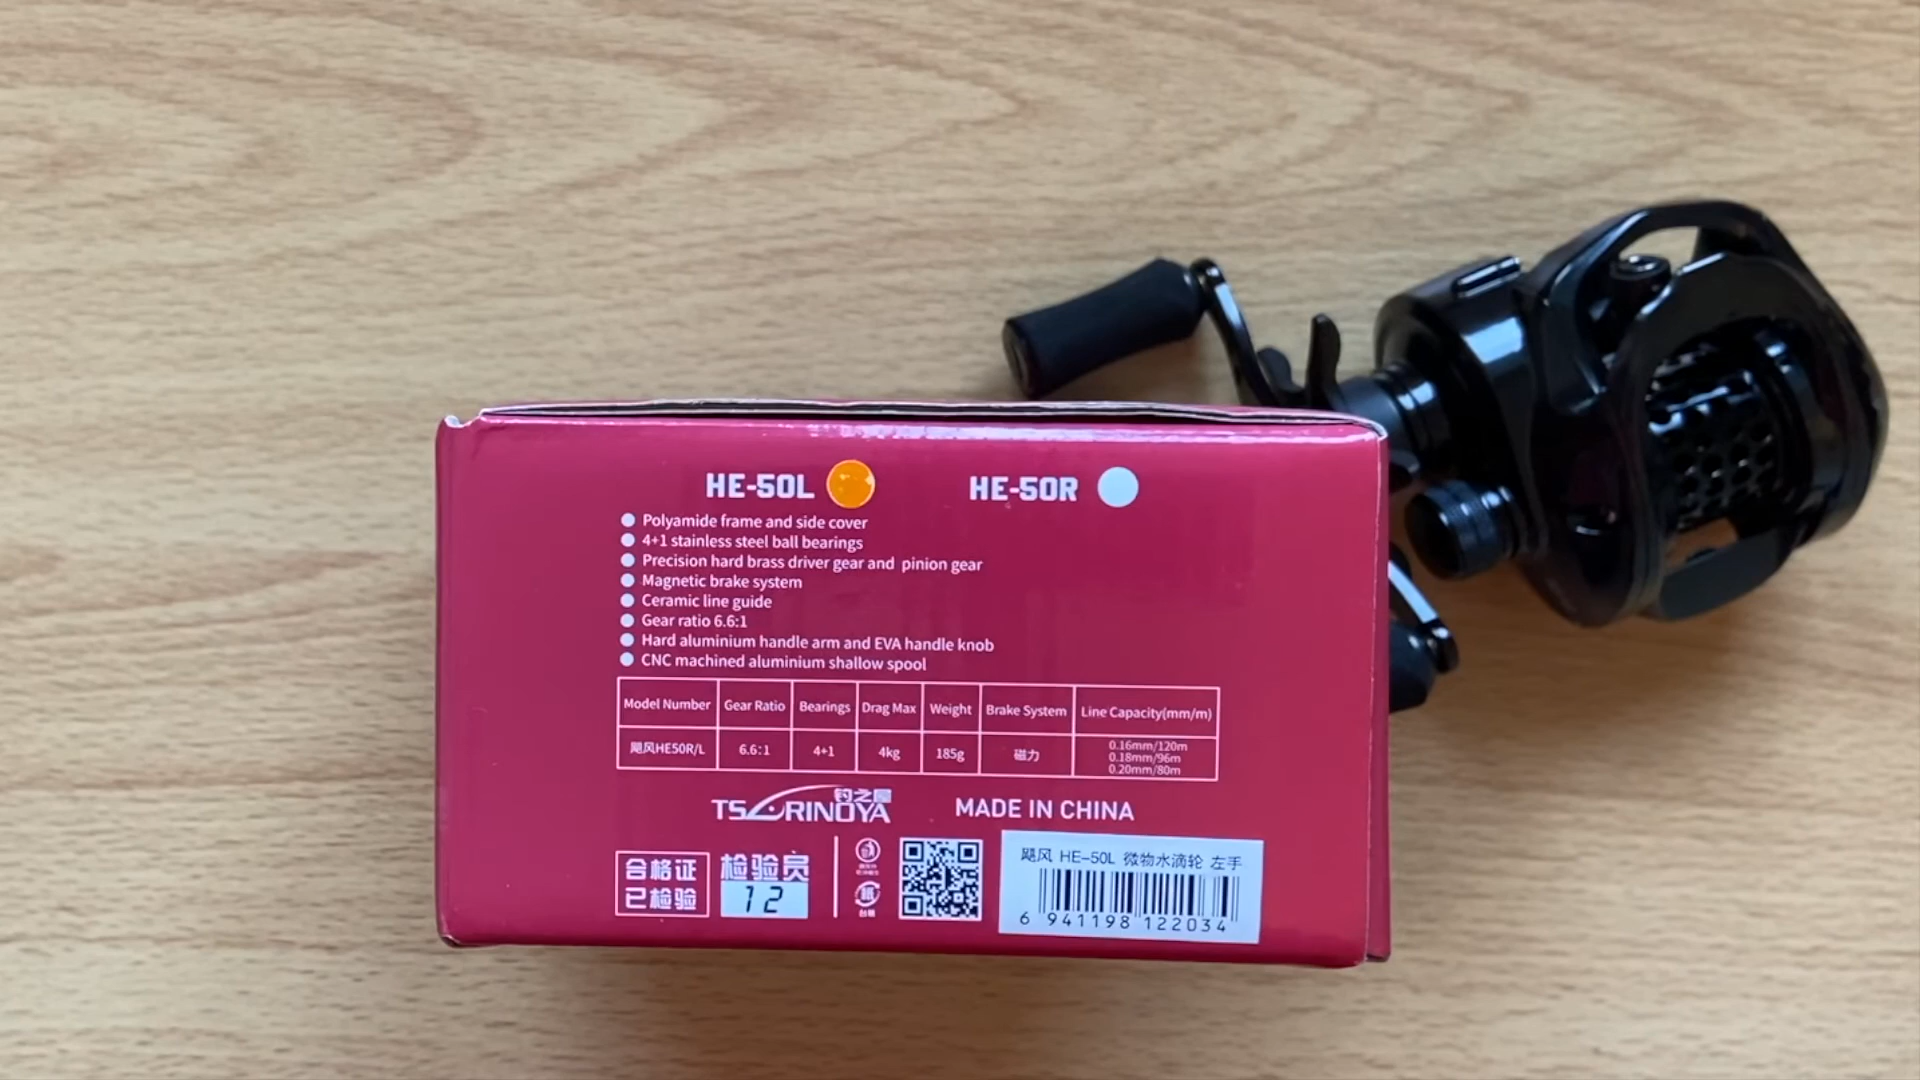 HE-50L HE-50R
Polyamide frame and side cover
4+1 stainless steel ball bearings
Precision hard brass driver gear and pinion gear
Magnetic brake system
Ceramic line guide
Gear ratio 6.6:1
Hard aluminium handle arm and EVA handle knob
CNC machined aluminium shallow spool
Model Number Gear Ratio Bearings Drag Max Weight Brake System Line Capacity(mm/m)
飓风HE50R/L 6.6:1 4+1 4kg 185g 磁力 0.16mm/120m
0.18mm/96m
0.20mm/80m
钓之屋
TSURINOYA MADE IN CHINA
合格证
已检验
检验员
12
飓风 HE-50L 微物水滴轮 左手
6 941198 122034